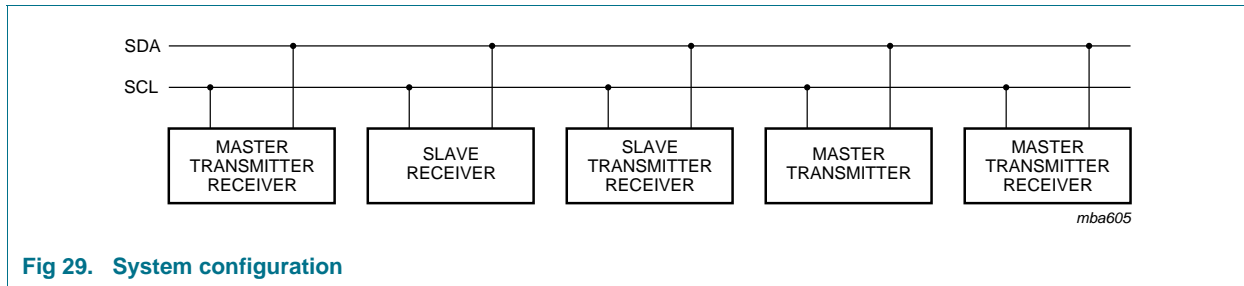 SDA
SCL
MASTER
TRANSMITTER
RECEIVER
SLAVE
RECEIVER
SLAVE
TRANSMITTER
RECEIVER
MASTER
TRANSMITTER
MASTER
TRANSMITTER
RECEIVER
mba605
Fig 29. System configuration